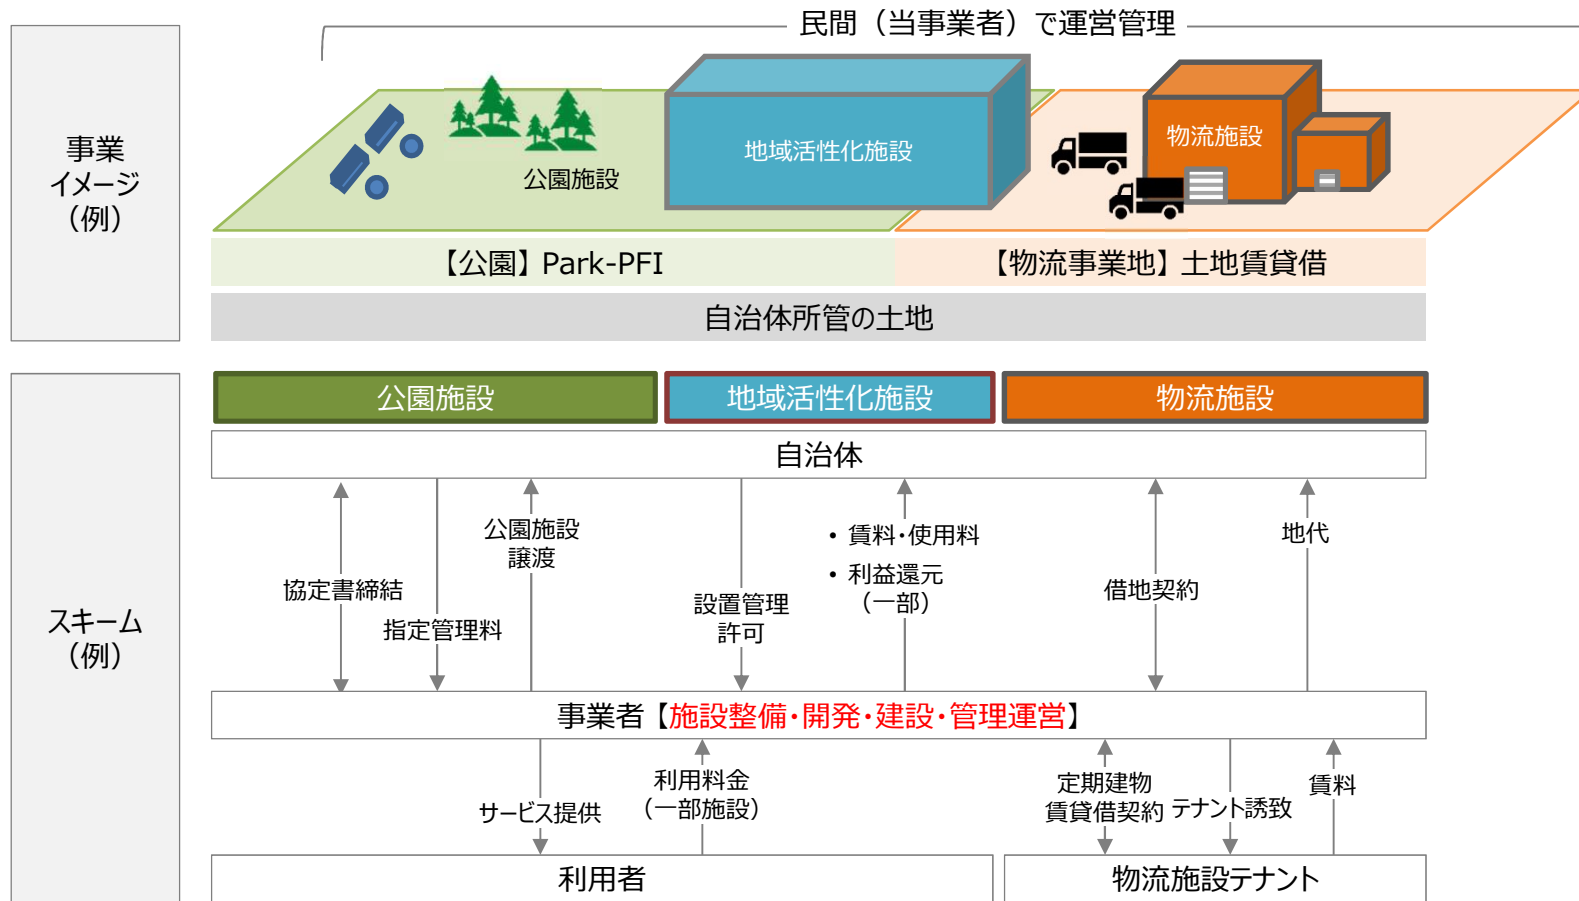 民間（当事業者）で運営管理
事業
イメージ
（例）
公園施設
地域活性化施設
物流施設
【公園】Park-PFI
【物流事業地】土地賃貸借
自治体所管の土地
スキーム
（例）
公園施設
地域活性化施設
物流施設
自治体
協定書締結
指定管理料
公園施設
譲渡
設置管理
許可
• 賃料・使用料
• 利益還元
（一部）
借地契約
地代
事業者【施設整備・開発・建設・管理運営】
サービス提供
利用料金
（一部施設）
定期建物
賃貸借契約
テナント誘致
賃料
利用者
物流施設テナント